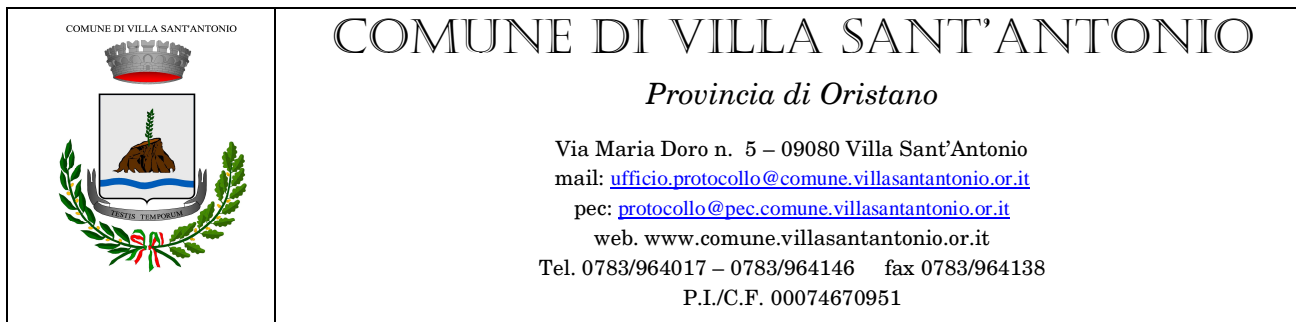 COMUNE DI VILLA SANT'ANTONIO
TESTIS TEMPORUM
COMUNE DI VILLA SANT’ANTONIO
Provincia di Oristano
Via Maria Doro n. 5 – 09080 Villa Sant’Antonio
mail: ufficio.protocollo@comune.villasantantonio.or.it
pec: protocollo@pec.comune.villasantantonio.or.it
web. www.comune.villasantantonio.or.it
Tel. 0783/964017 – 0783/964146 fax 0783/964138
P.I./C.F. 00074670951